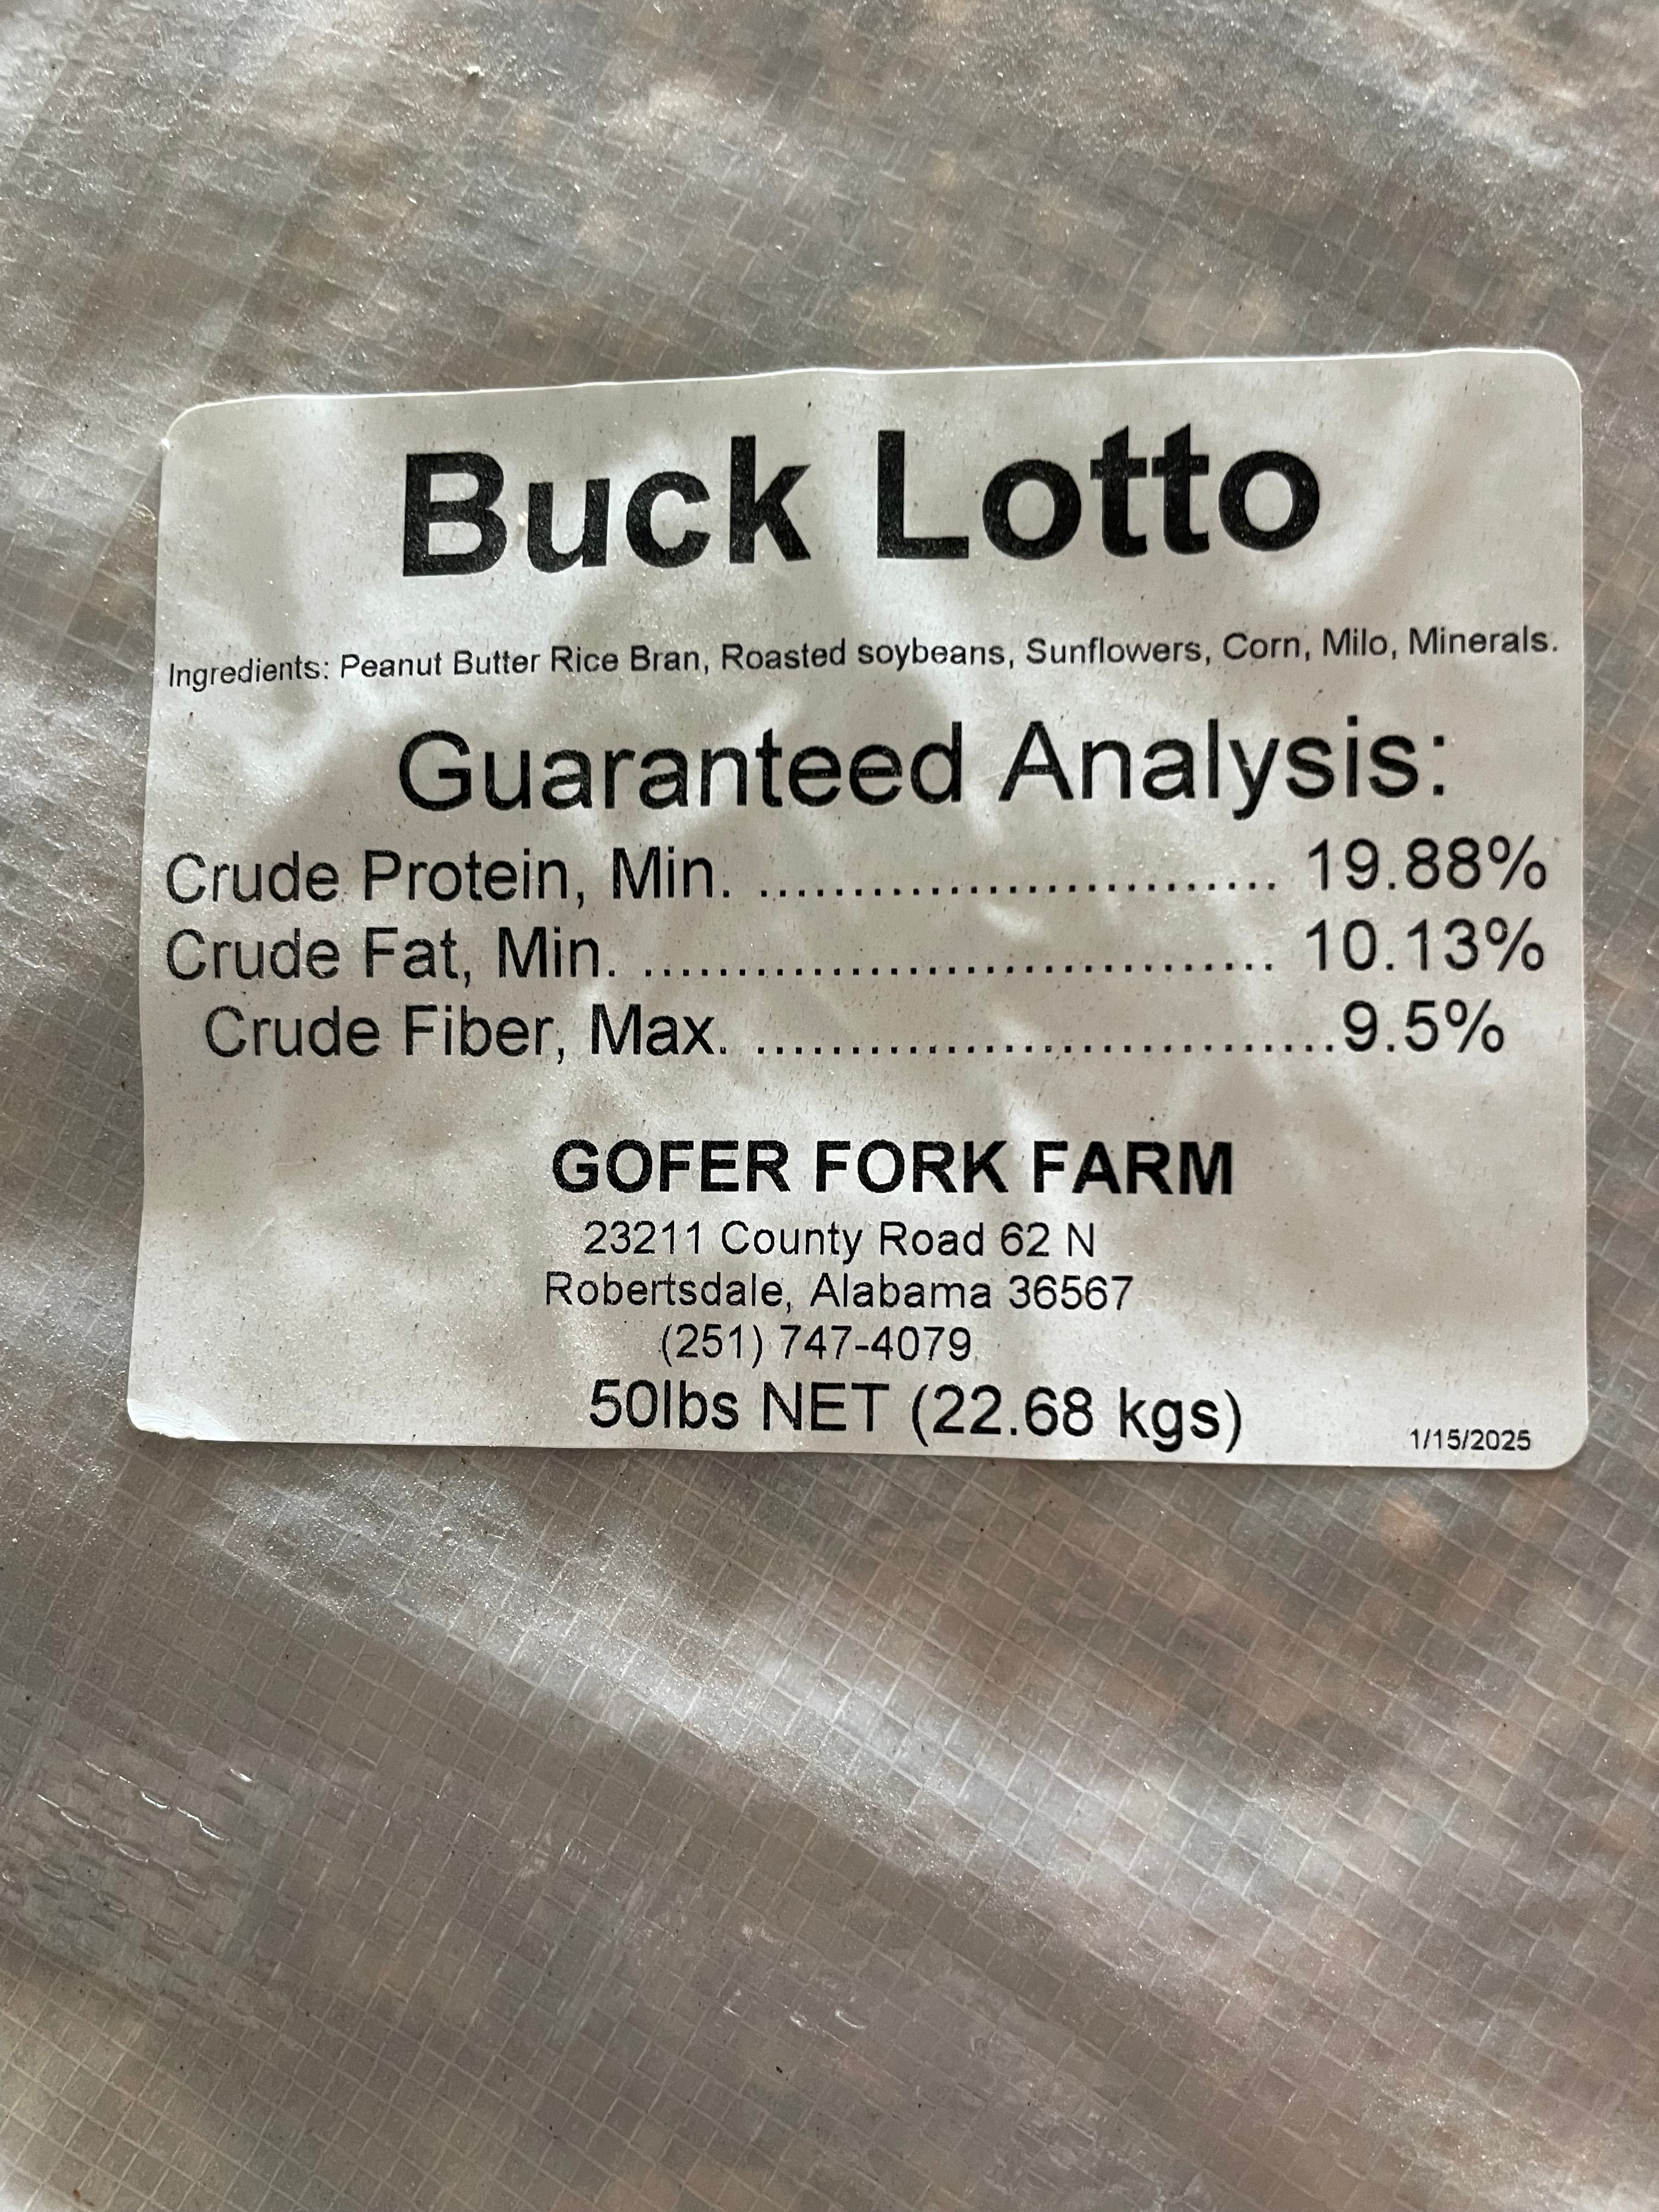 Buck Lotto
Ingredients: Peanut Butter Rice Bran, Roasted soybeans, Sunflowers, Corn, Milo, Minerals.
Guaranteed Analysis:
Crude Protein, Min. ........................... 19.88%
Crude Fat, Min. ................................. 10.13%
Crude Fiber, Max. ..............................9.5%
GOFER FORK FARM
23211 County Road 62 N
Robertsdale, Alabama 36567
(251) 747-4079
50lbs NET (22.68 kgs)
1/15/2025